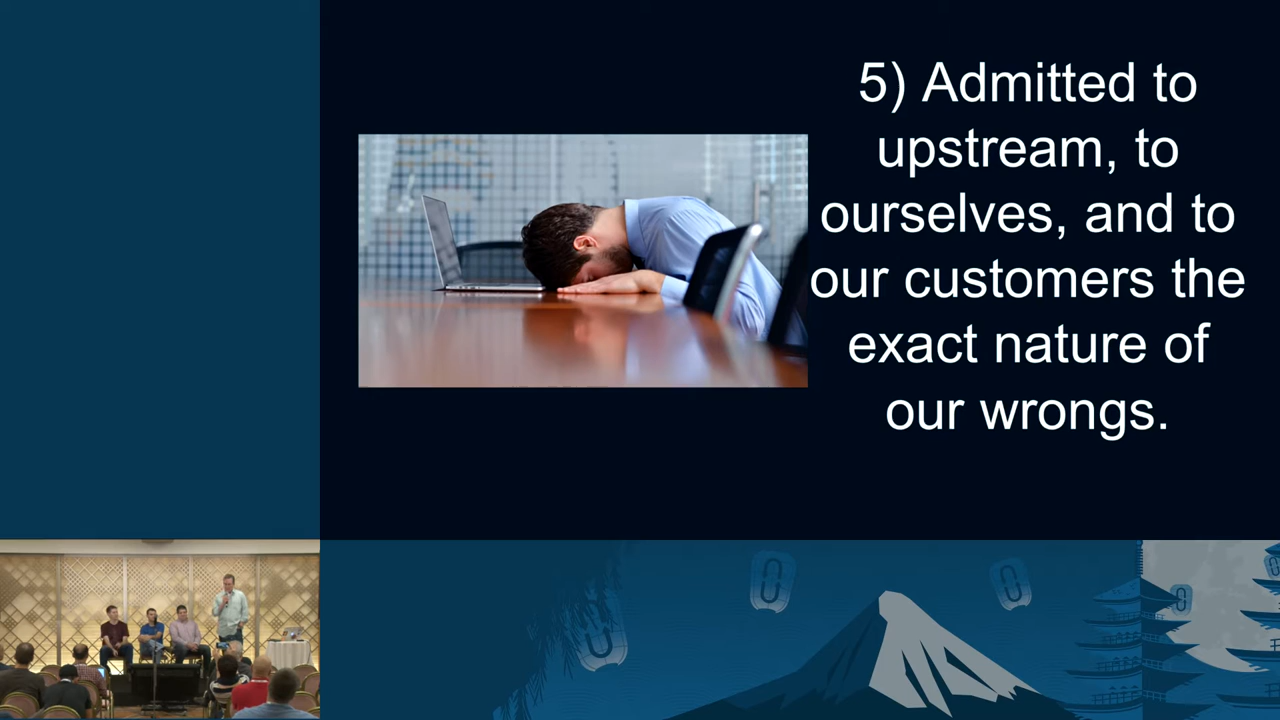 5) Admitted to
upstream, to
ourselves, and to
our customers the
exact nature of
our wrongs.